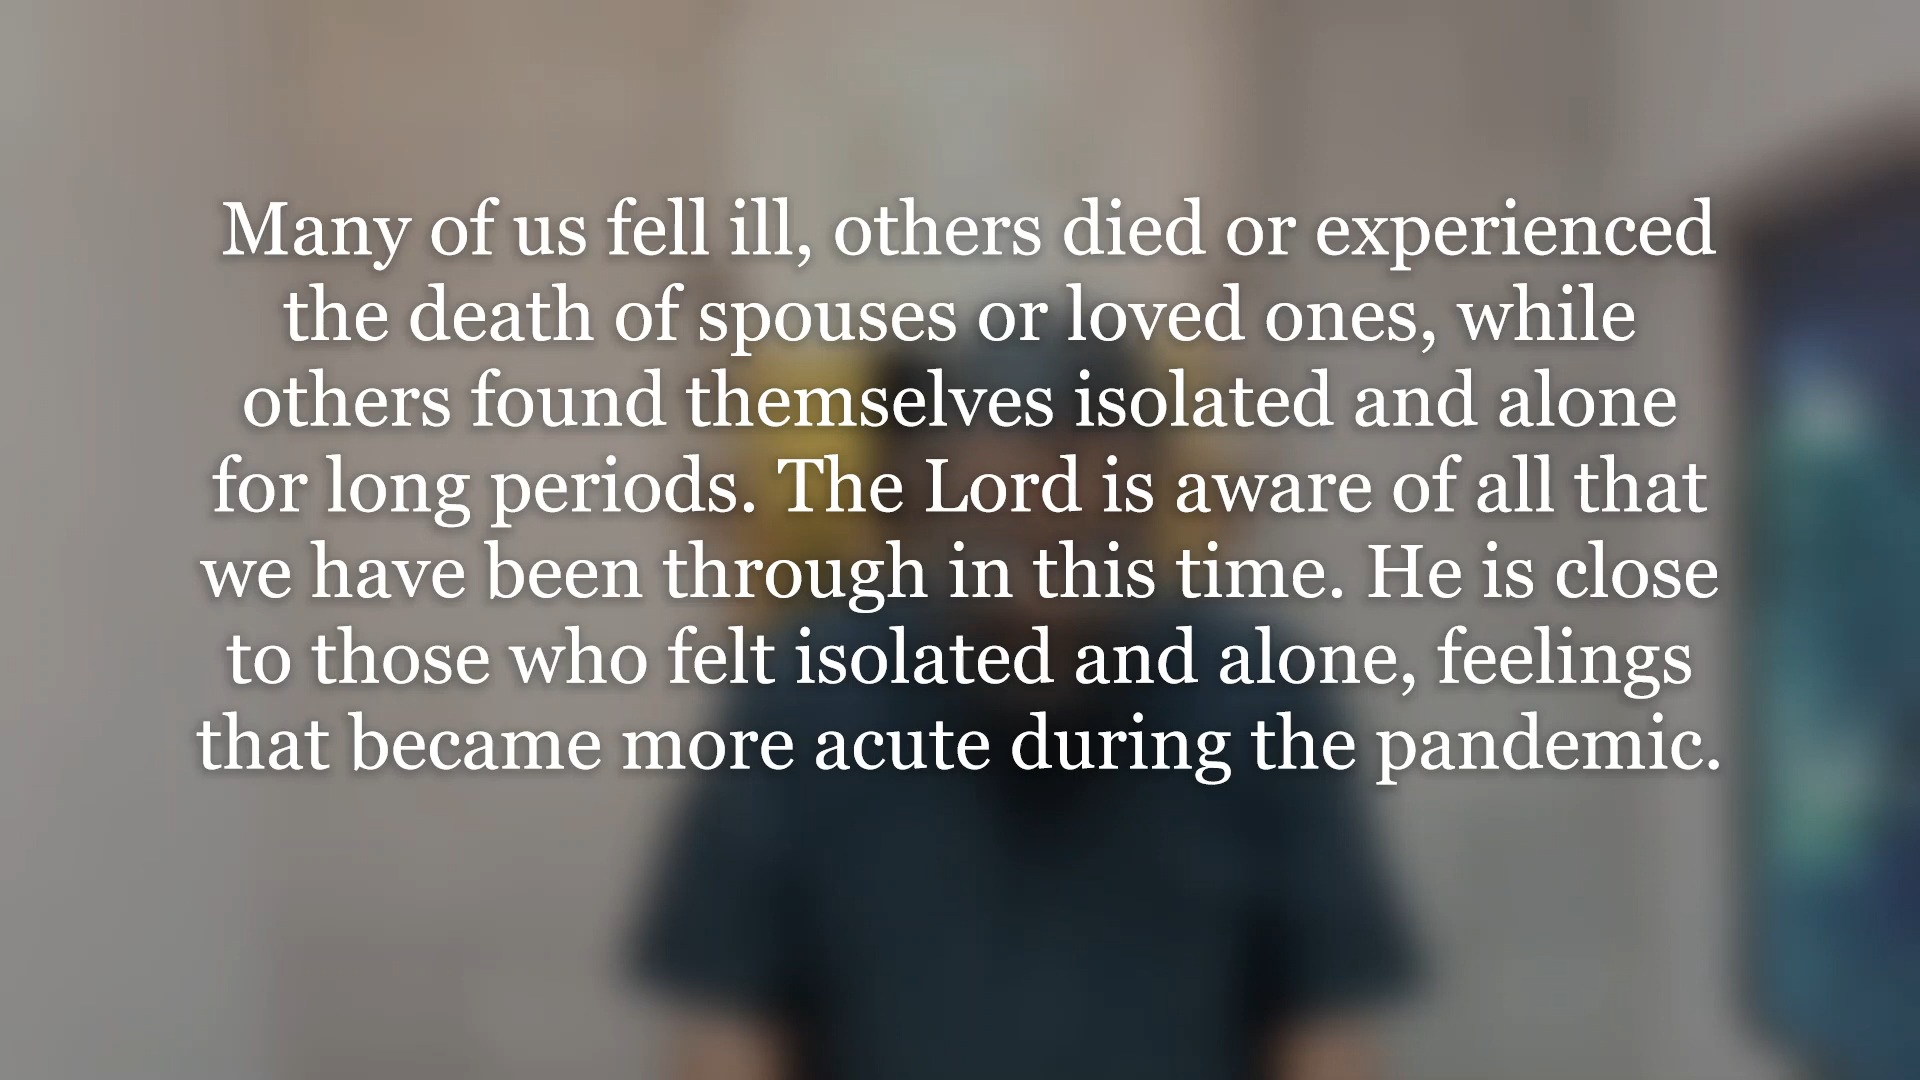 Many of us fell ill, others died or experienced
the death of spouses or loved ones, while
others found themselves isolated and alone
for long periods. The Lord is aware of all that
we have been through in this time. He is close
to those who felt isolated and alone, feelings
that became more acute during the pandemic.